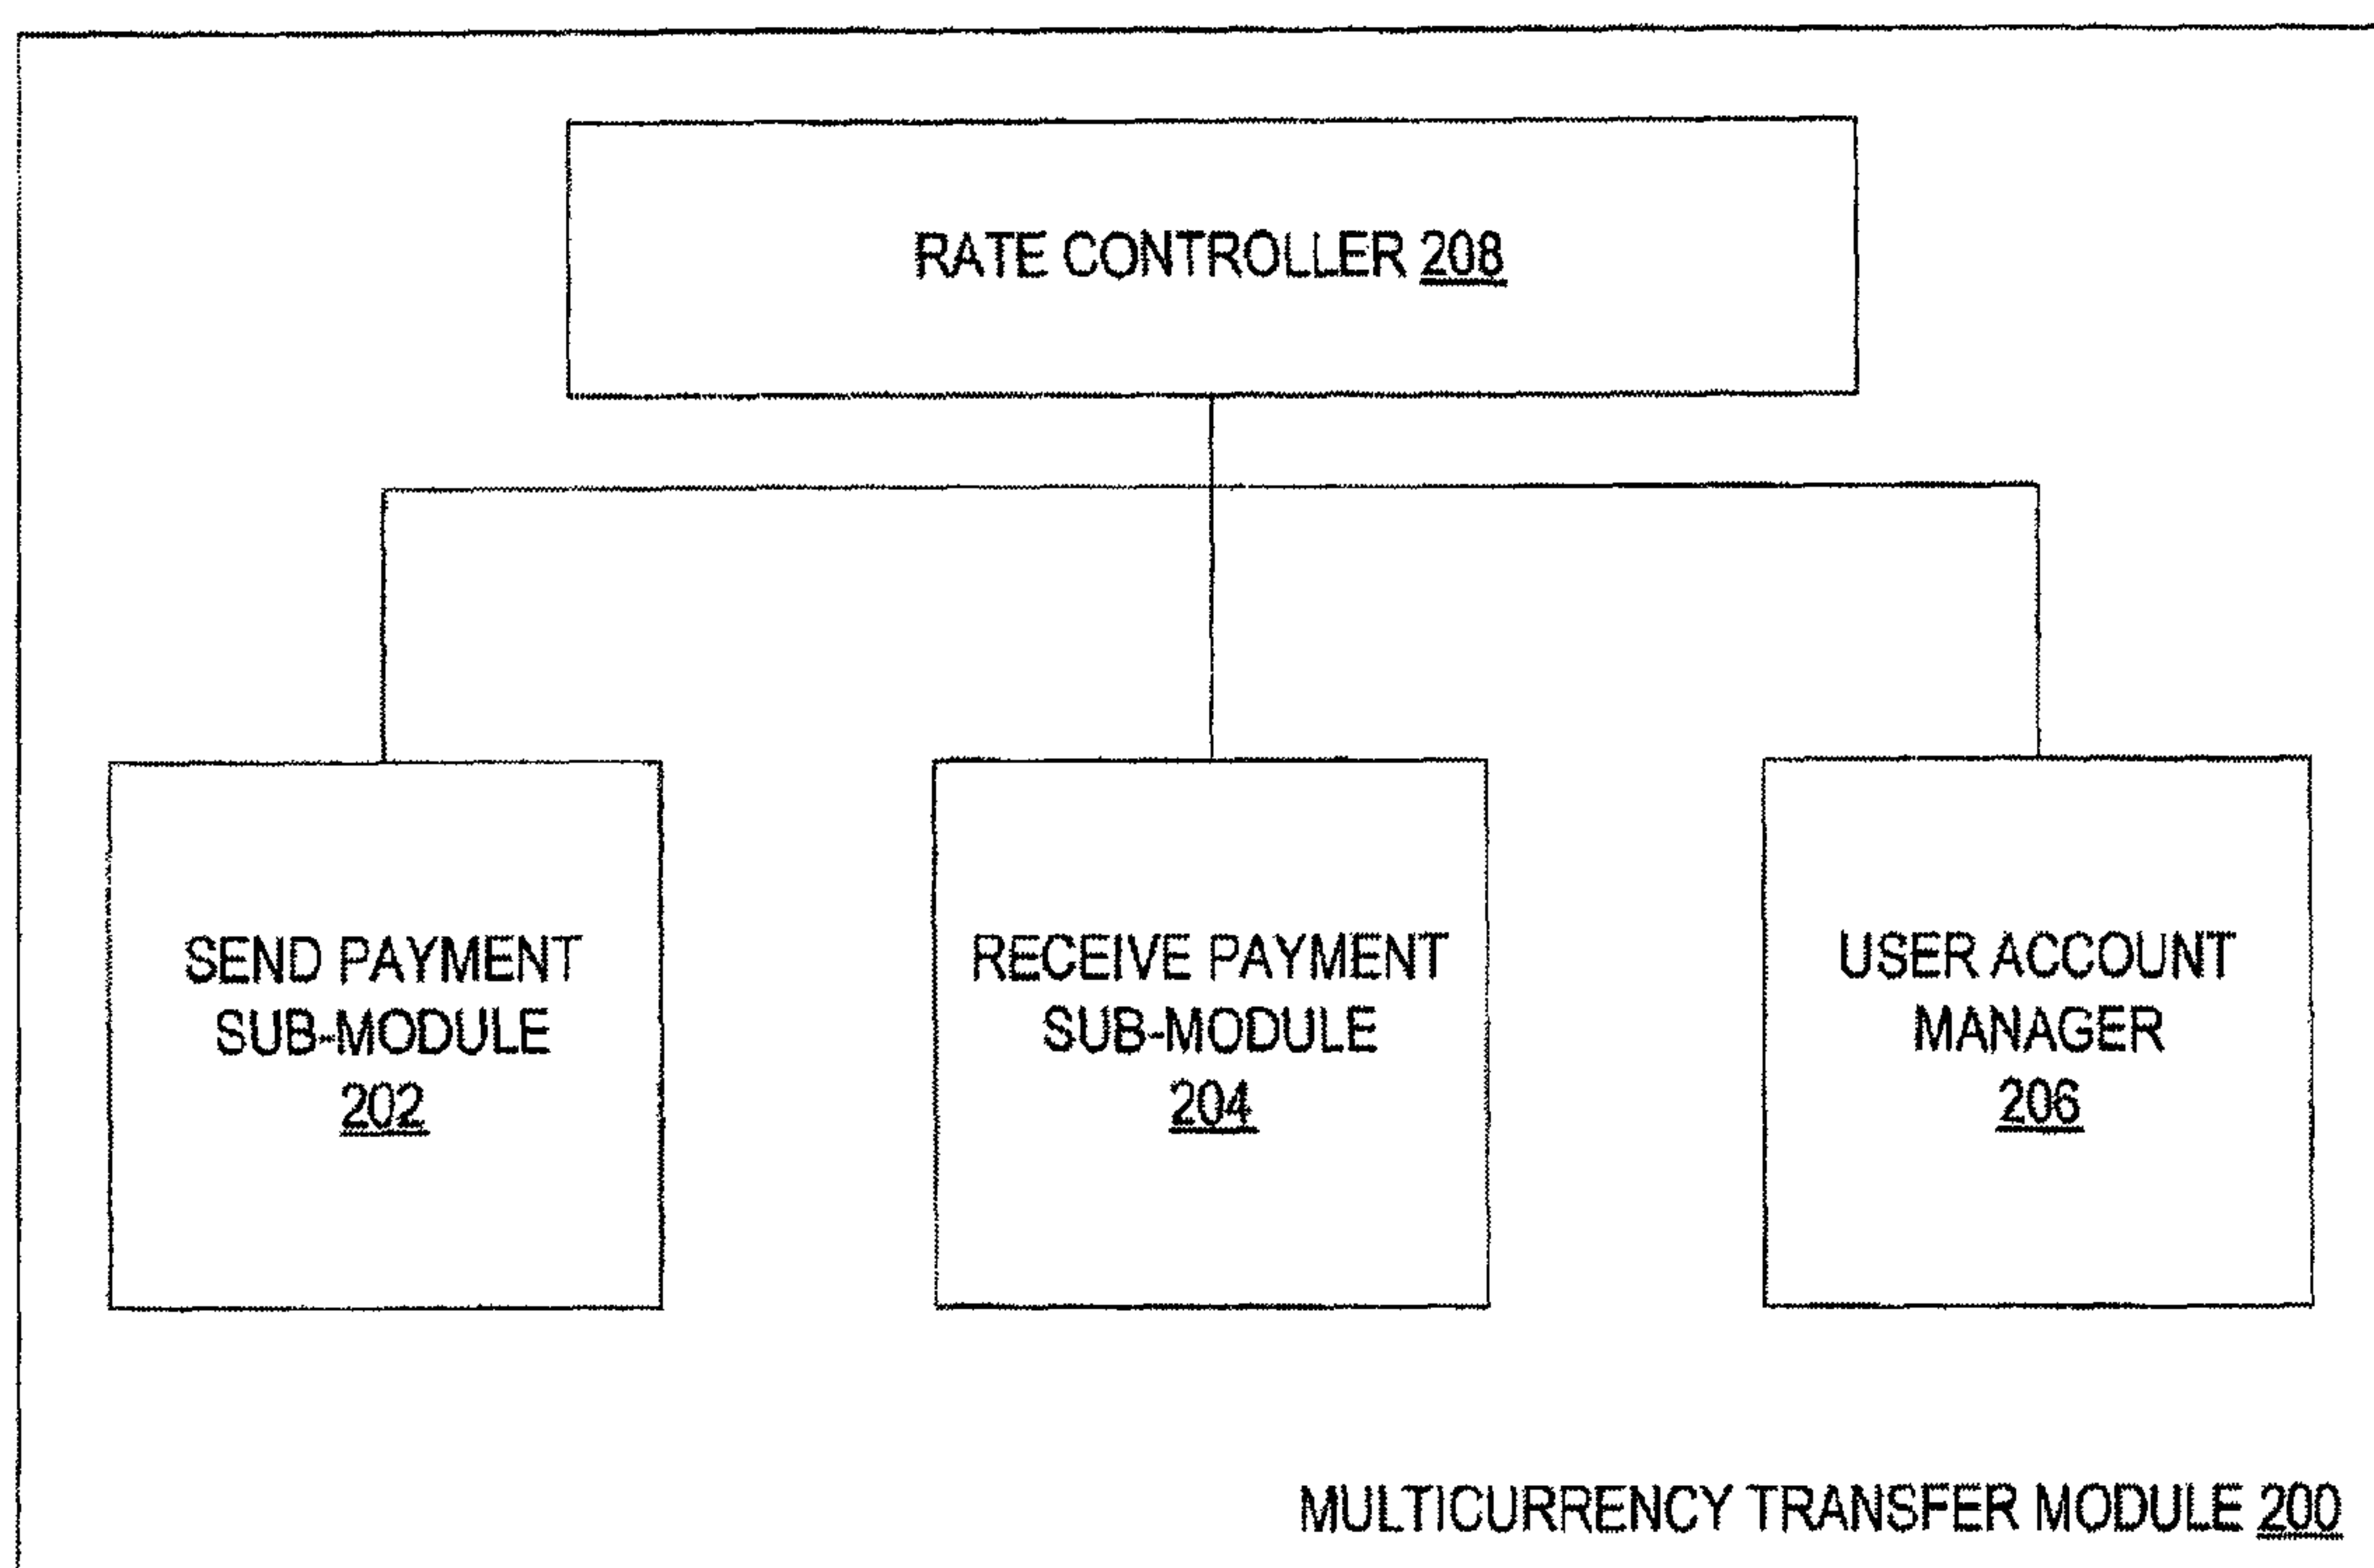 RATE CONTROLLER 208
SEND PAYMENT
SUB-MODULE
202
RECEIVE PAYMENT
SUB-MODULE
204
USER ACCOUNT
MANAGER
206
MULTICURRENCY TRANSFER MODULE 200